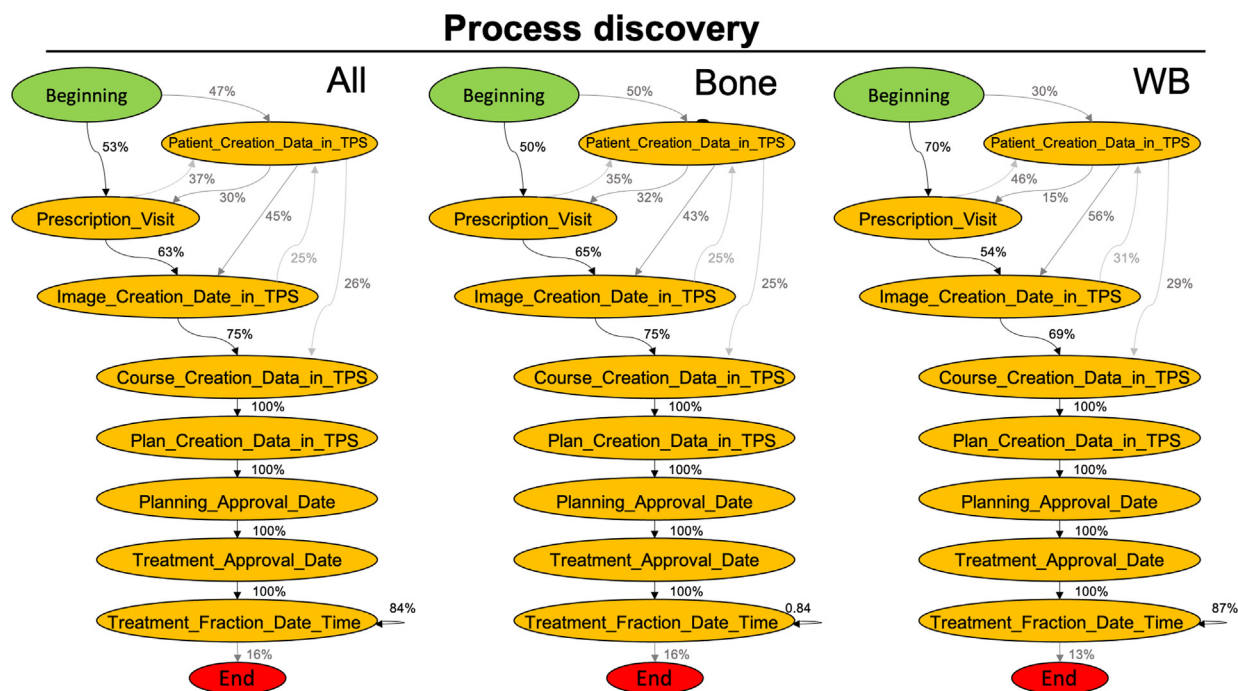 Process discovery
All
Beginning
47%
Patient_Creation_Data_in_TPS
53%
37%
30%
Prescription_Visit
45%
63%
25%
26%
Image_Creation_Date_in_TPS
75%
Course_Creation_Data_in_TPS
100%
Plan_Creation_Data_in_TPS
100%
Planning_Approval_Date
100%
Treatment_Approval_Date
100%
84%
Treatment_Fraction_Date_Time
16%
End
Bone
Beginning
50%
Patient_Creation_Data_in_TPS
50%
35%
32%
Prescription_Visit
43%
65%
25%
25%
Image_Creation_Date_in_TPS
75%
Course_Creation_Data_in_TPS
100%
Plan_Creation_Data_in_TPS
100%
Planning_Approval_Date
100%
Treatment_Approval_Date
100%
0.84
Treatment_Fraction_Date_Time
16%
End
WB
Beginning
30%
Patient_Creation_Data_in_TPS
70%
46%
15%
Prescription_Visit
56%
54%
31%
29%
Image_Creation_Date_in_TPS
69%
Course_Creation_Data_in_TPS
100%
Plan_Creation_Data_in_TPS
100%
Planning_Approval_Date
100%
Treatment_Approval_Date
100%
87%
Treatment_Fraction_Date_Time
13%
End